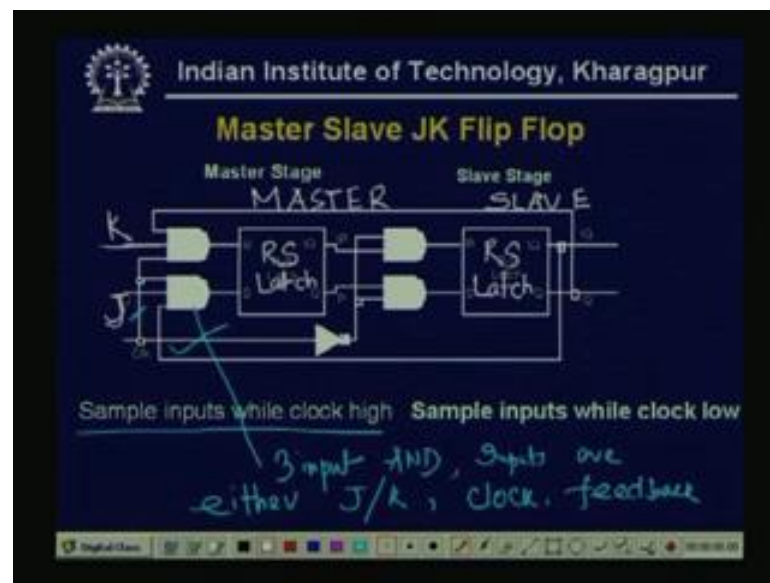 Indian Institute of Technology, Kharagpur
Master Slave JK Flip Flop
Master Stage Slave Stage
MASTER SLAVE
K
RS RS
Latch Latch
J
Sample inputs while clock high Sample inputs while clock low
3 input AND, Inputs are
either J/K, clock, feedback